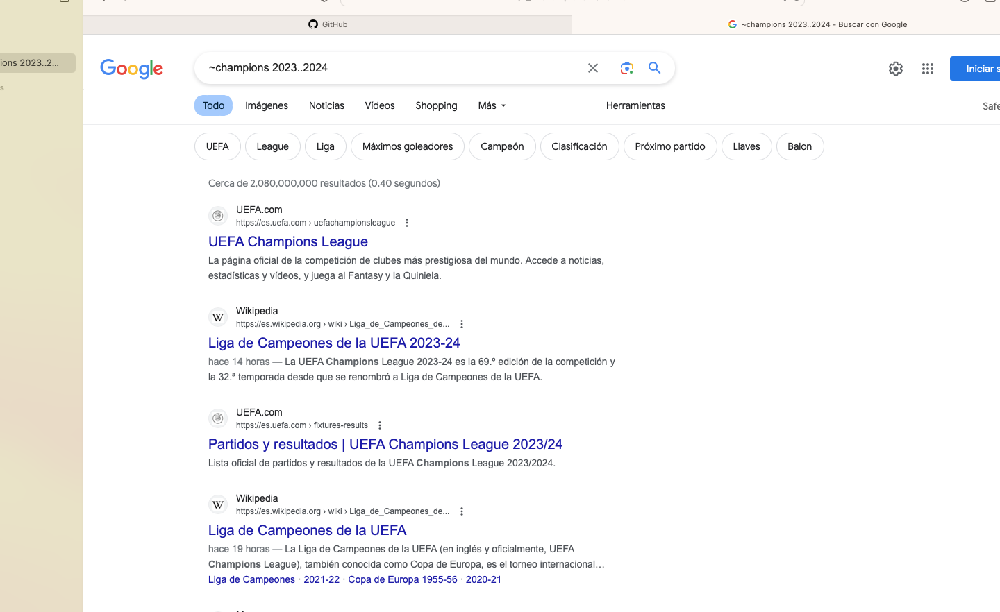 GitHub
~champions 2023..2024 - Buscar con Google
ions 2023..2...
s
Google
~champions 2023..2024
Iniciar s
Todo
Imágenes
Noticias
Vídeos
Shopping
Más
Herramientas
Safe
UEFA
League
Liga
Máximos goleadores
Campeón
Clasificación
Próximo partido
Llaves
Balon
Cerca de 2,080,000,000 resultados (0.40 segundos)
UEFA.com
https://es.uefa.com › uefachampionsleague
UEFA Champions League
La página oficial de la competición de clubes más prestigiosa del mundo. Accede a noticias,
estadísticas y vídeos, y juega al Fantasy y la Quiniela.
W
Wikipedia
https://es.wikipedia.org › wiki › Liga_de_Campeones_de...
Liga de Campeones de la UEFA 2023-24
hace 14 horas — La UEFA Champions League 2023-24 es la 69.º edición de la competición y
la 32.ª temporada desde que se renombró a Liga de Campeones de la UEFA.
UEFA.com
https://es.uefa.com › fixtures-results
Partidos y resultados | UEFA Champions League 2023/24
Lista oficial de partidos y resultados de la UEFA Champions League 2023/2024.
W
Wikipedia
https://es.wikipedia.org › wiki › Liga_de_Campeones_de...
Liga de Campeones de la UEFA
hace 19 horas — La Liga de Campeones de la UEFA (en inglés y oficialmente, UEFA
Champions League), también conocida como Copa de Europa, es el torneo internacional...
Liga de Campeones · 2021-22 · Copa de Europa 1955-56 · 2020-21